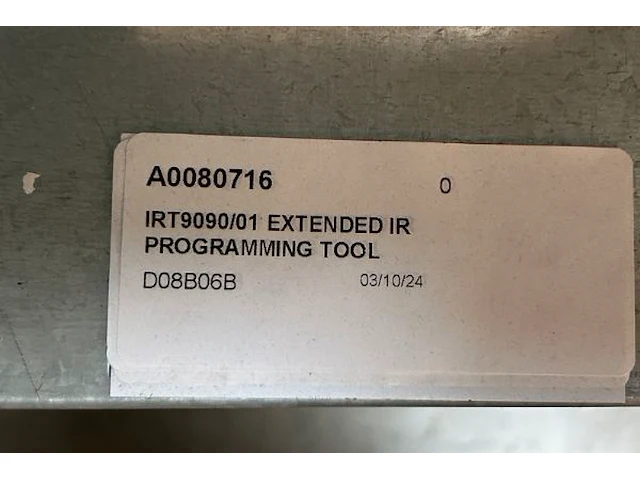 A0080716 0
IRT9090/01 EXTENDED IR
PROGRAMMING TOOL
D08B06B 03/10/24